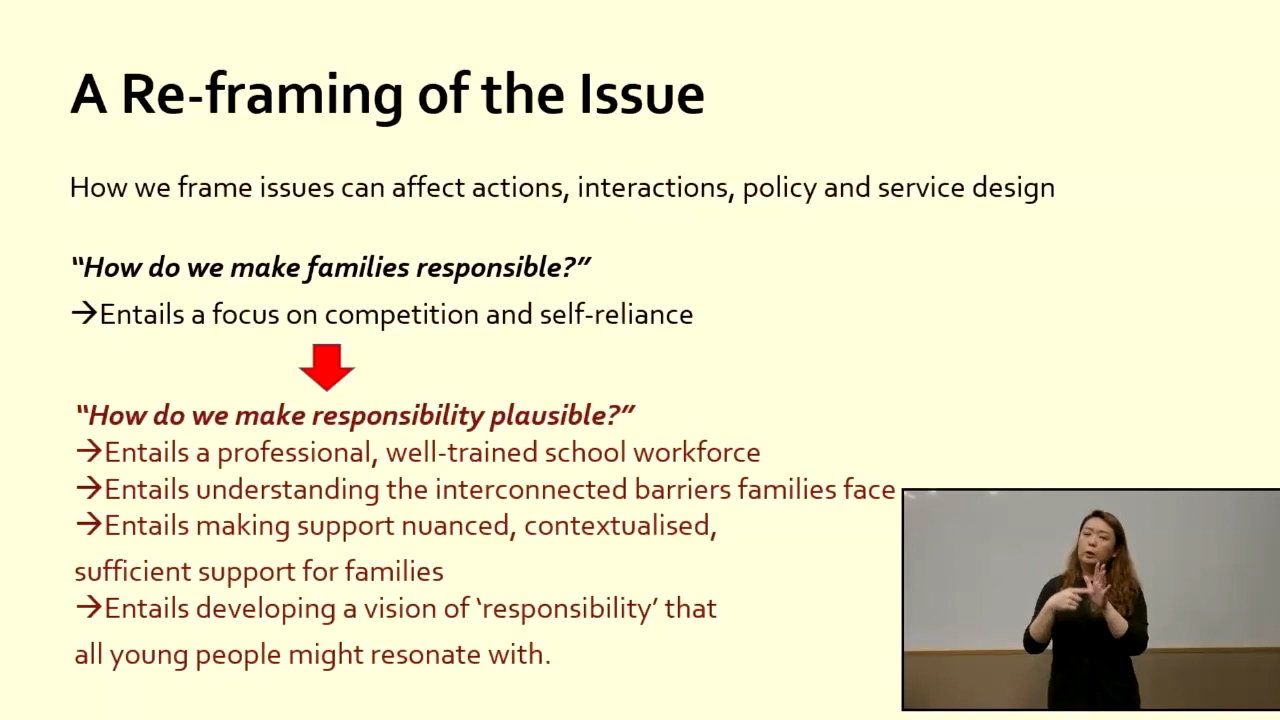 A Re-framing of the Issue
How we frame issues can affect actions, interactions, policy and service design
“How do we make families responsible?”
→Entails a focus on competition and self-reliance
“How do we make responsibility plausible?”
→Entails a professional, well-trained school workforce
→Entails understanding the interconnected barriers families face
→Entails making support nuanced, contextualised,
sufficient support for families
→Entails developing a vision of ‘responsibility’ that
all young people might resonate with.